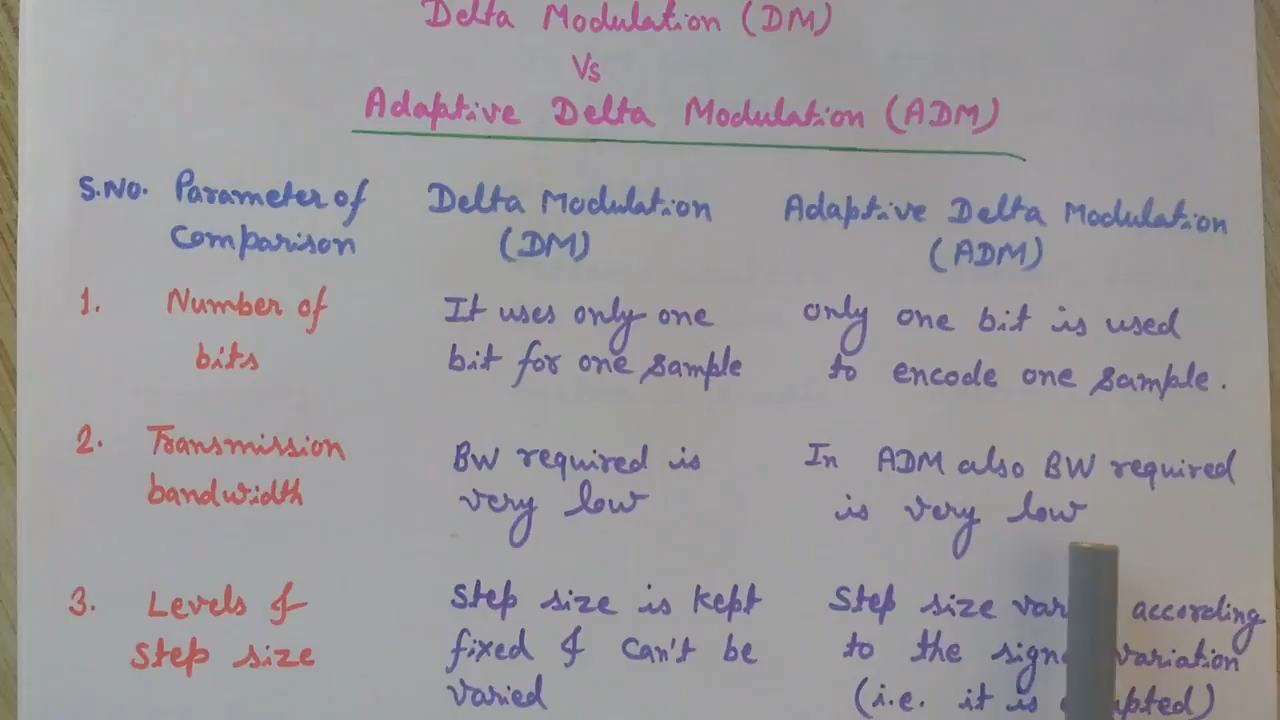 Delta Modulation (DM)
Vs
Adaptive Delta Modulation (ADM)
S.No. Parameter of comparison
Delta Modulation (DM)
Adaptive Delta Modulation (ADM)
1. Number of bits
It uses only one
bit for one sample
only one bit is used
to encode one sample.
2. Transmission
bandwidth
BW required is
very low
In ADM also BW required
is very low
3. Levels &
step size
Step size is kept
fixed & can't be
varied
Step size according
to the variation
(i.e. it is